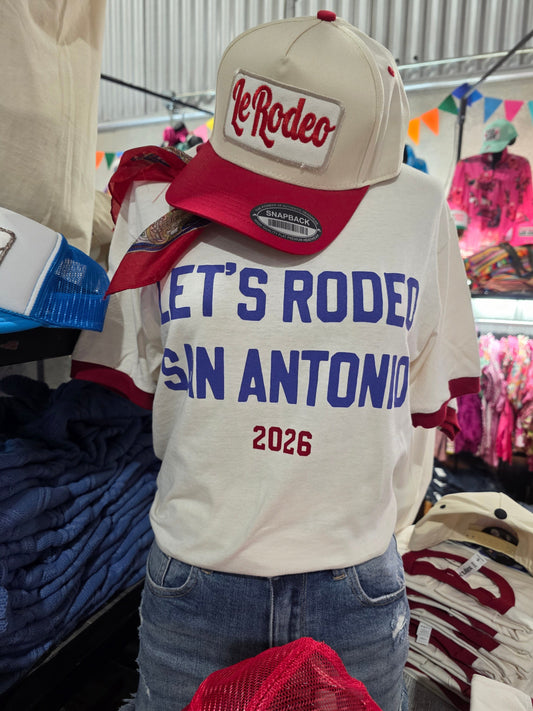 Le Rodeo
SNAPBACK
LET'S RODEO
SAN ANTONIO
2026